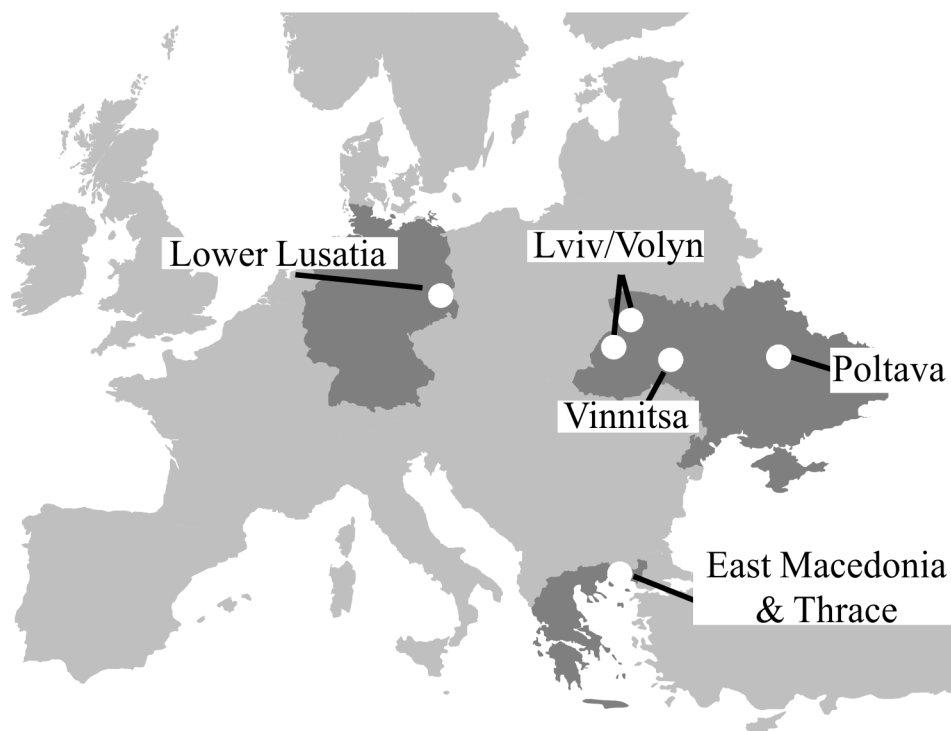 Lower Lusatia
Lviv/Volyn
Poltava
Vinnitsa
East Macedonia
& Thrace